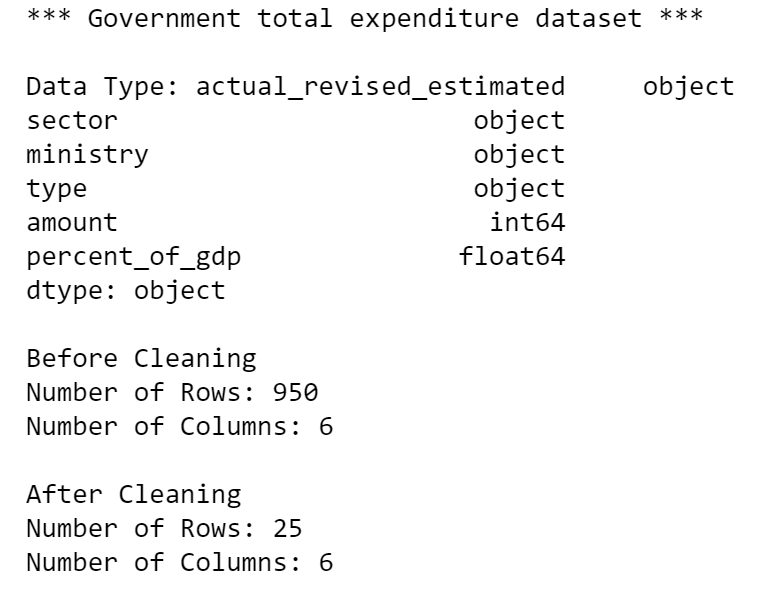 *** Government total expenditure dataset ***
Data Type: actual_revised_estimated     object
sector                       object
ministry                     object
type                         object
amount                        int64
percent_of_gdp              float64
dtype: object
Before Cleaning
Number of Rows: 950
Number of Columns: 6
After Cleaning
Number of Rows: 25
Number of Columns: 6